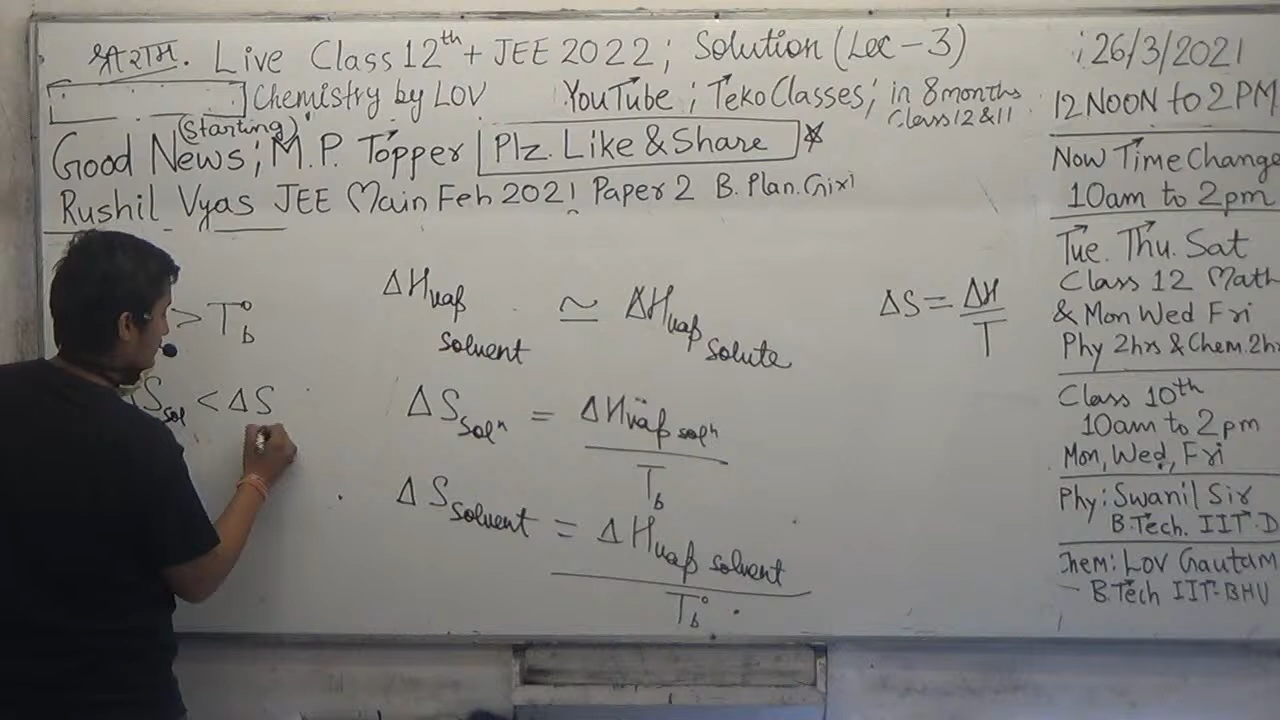 श्री राम. Live Class 12th + JEE 2022 ; Solution (Lec - 3)
Chemistry by LOV YouTube ; TekoClasses ; in 8 months
Class 12 & 11
(Starting)
Good News ; M.P. Topper Plz. Like & Share
Rushil Vyas JEE Main Feb 2021 Paper 2 B. Plan.
> T°b
ΔHvap solvent ≃ ΔHvap solute
ΔS = ΔH / T
S sol < ΔS
ΔS soln = ΔHvap soln / Tb
ΔS solvent = ΔHvap solvent / T°b
26/3/2021
12 NOON to 2 PM
Now Time Change
10am to 2pm
Tue. Thu. Sat
Class 12 Math
& Mon Wed Fri
Phy 2hrs & Chem. 2hr
Class 10th
10am to 2pm
Mon, Wed, Fri
Phy : Swanil Sir
B.Tech. IIT-D
Chem: Lov Gautam
B.Tech IIT-BHU